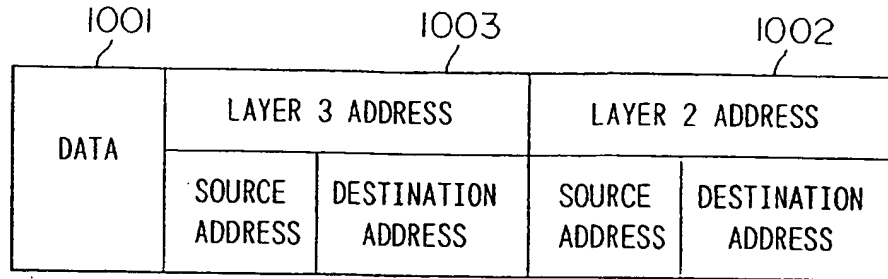 1001
1003
1002
DATA
LAYER 3 ADDRESS
LAYER 2 ADDRESS
SOURCE
ADDRESS
DESTINATION
ADDRESS
SOURCE
ADDRESS
DESTINATION
ADDRESS